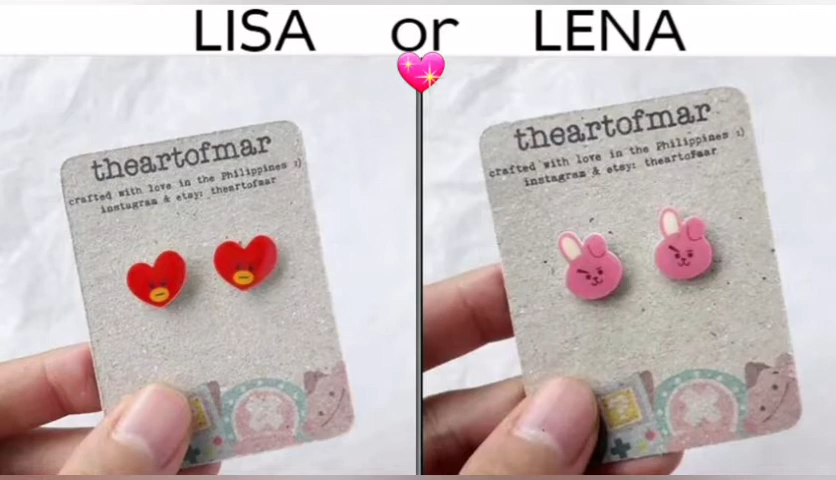 LISA or LENA
theartofmar
crafted with love in the Philippines :)
instagram & etsy: theartofmar
theartofmar
crafted with love in the Philippines :)
instagram & etsy: theartofmar